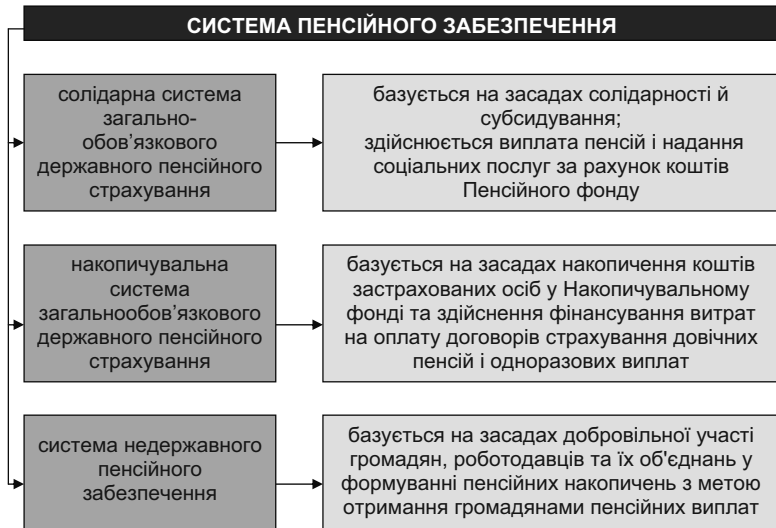 СИСТЕМА ПЕНСІЙНОГО ЗАБЕЗПЕЧЕННЯ
солідарна система
загально-
обов’язкового
державного пенсійного
страхування
базується на засадах солідарності й
субсидування;
здійснюється виплата пенсій і надання
соціальних послуг за рахунок коштів
Пенсійного фонду
накопичувальна
система
загальнообов’язкового
державного пенсійного
страхування
базується на засадах накопичення коштів
застрахованих осіб у Накопичувальному
фонді та здійснення фінансування витрат
на оплату договорів страхування довічних
пенсій і одноразових виплат
система недержавного
пенсійного
забезпечення
базується на засадах добровільної участі
громадян, роботодавців та їх об'єднань у
формуванні пенсійних накопичень з метою
отримання громадянами пенсійних виплат